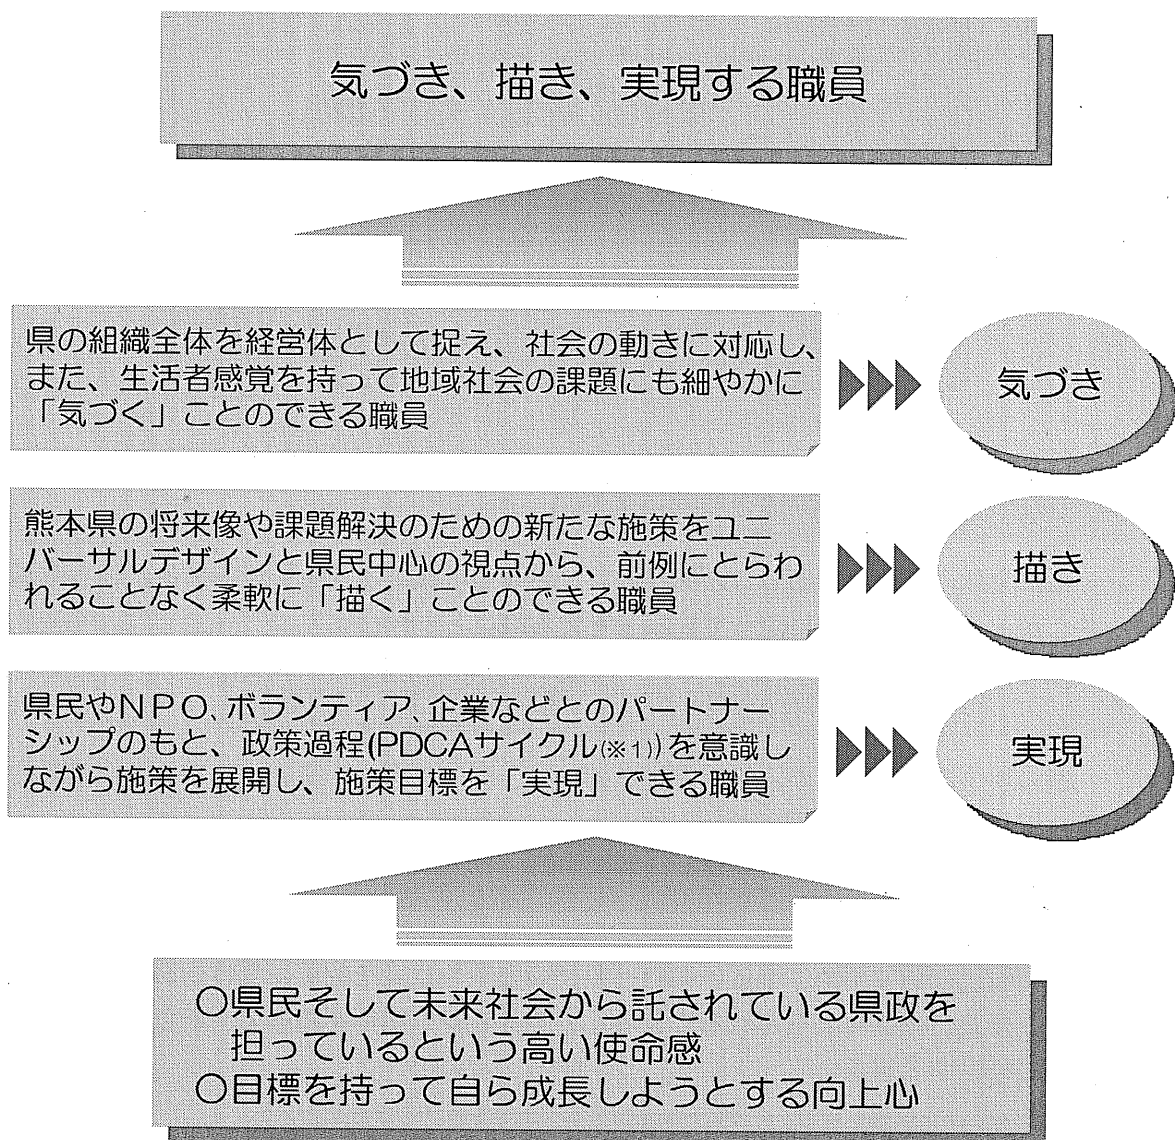 気づき、描き、実現する職員
県の組織全体を経営体として捉え、社会の動きに対応し、
また、生活者感覚を持って地域社会の課題にも細やかに
「気づく」ことのできる職員
気づき
熊本県の将来像や課題解決のための新たな施策をユニ
バーサルデザインと県民中心の視点から、前例にとらわ
れることなく柔軟に「描く」ことのできる職員
描き
県民やNPO、ボランティア、企業などとのパートナー
シップのもと、政策過程(PDCAサイクル(※1))を意識し
ながら施策を展開し、施策目標を「実現」できる職員
実現
○県民そして未来社会から託されている県政を
担っているという高い使命感
○目標を持って自ら成長しようとする向上心